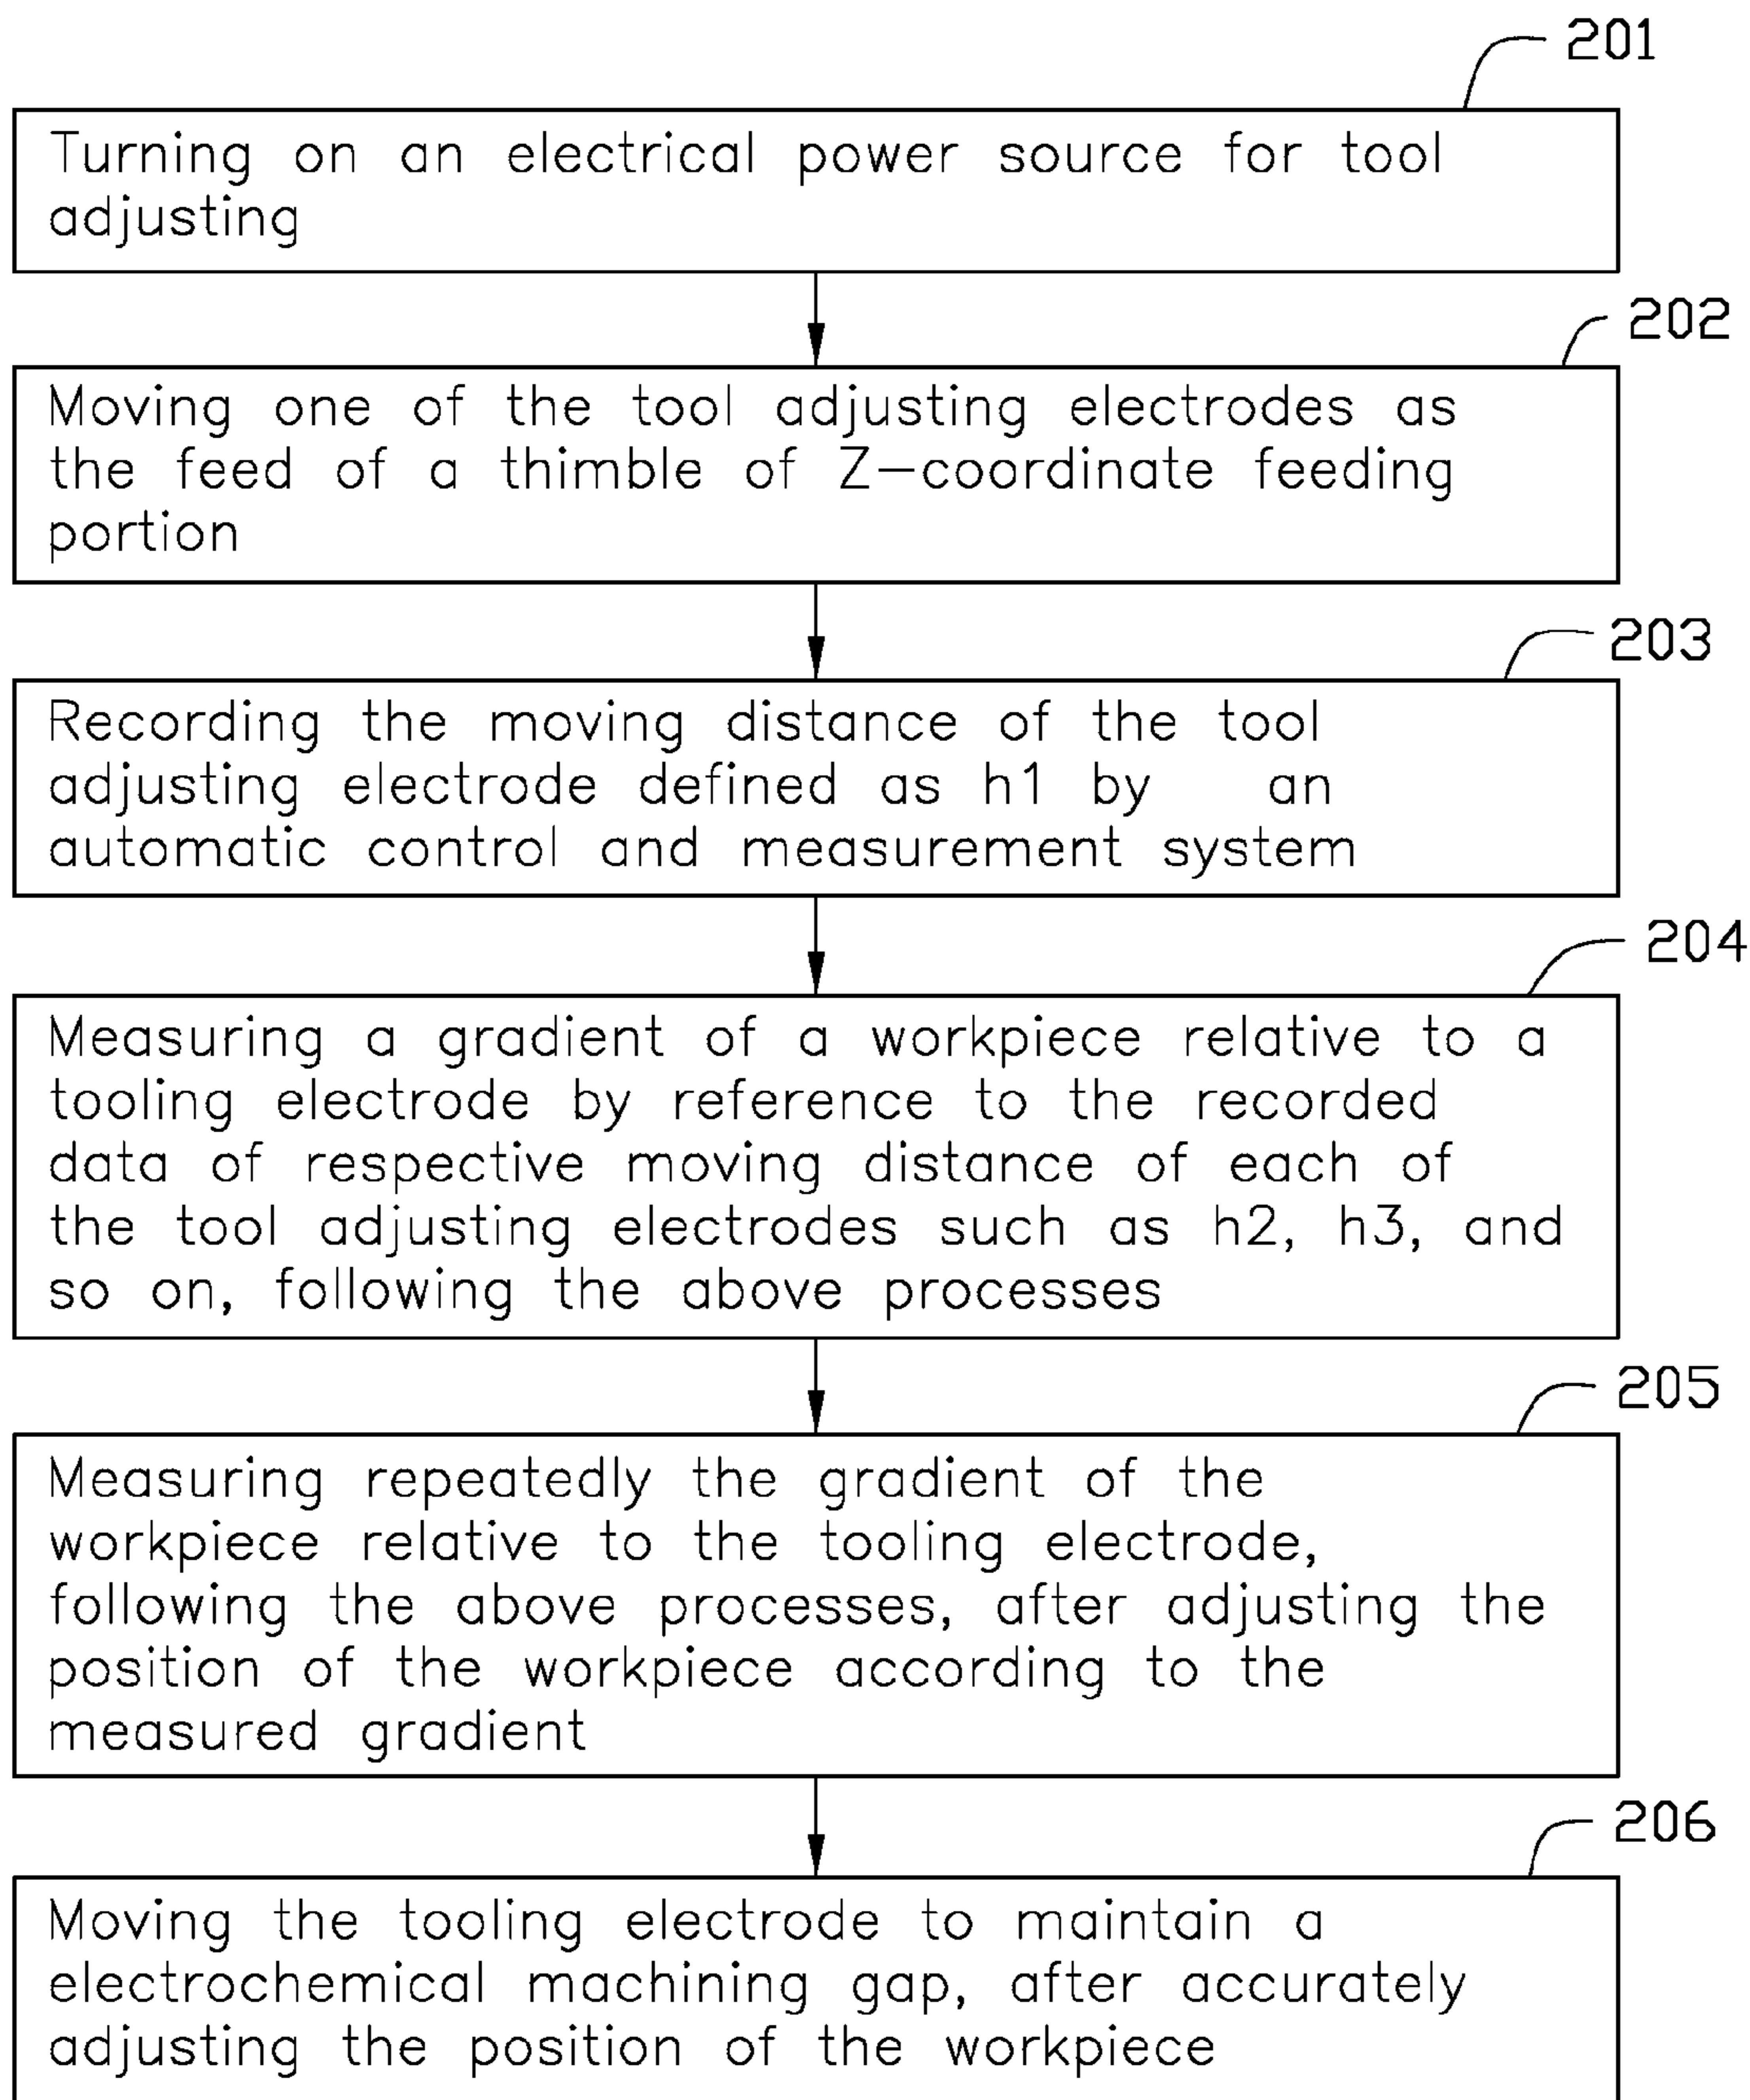 201
Turning on an electrical power source for tool
adjusting
202
Moving one of the tool adjusting electrodes as
the feed of a thimble of Z-coordinate feeding
portion
203
Recording the moving distance of the tool
adjusting electrode defined as h1 by an
automatic control and measurement system
204
Measuring a gradient of a workpiece relative to a
tooling electrode by reference to the recorded
data of respective moving distance of each of
the tool adjusting electrodes such as h2, h3, and
so on, following the above processes
205
Measuring repeatedly the gradient of the
workpiece relative to the tooling electrode,
following the above processes, after adjusting the
position of the workpiece according to the
measured gradient
206
Moving the tooling electrode to maintain a
electrochemical machining gap, after accurately
adjusting the position of the workpiece